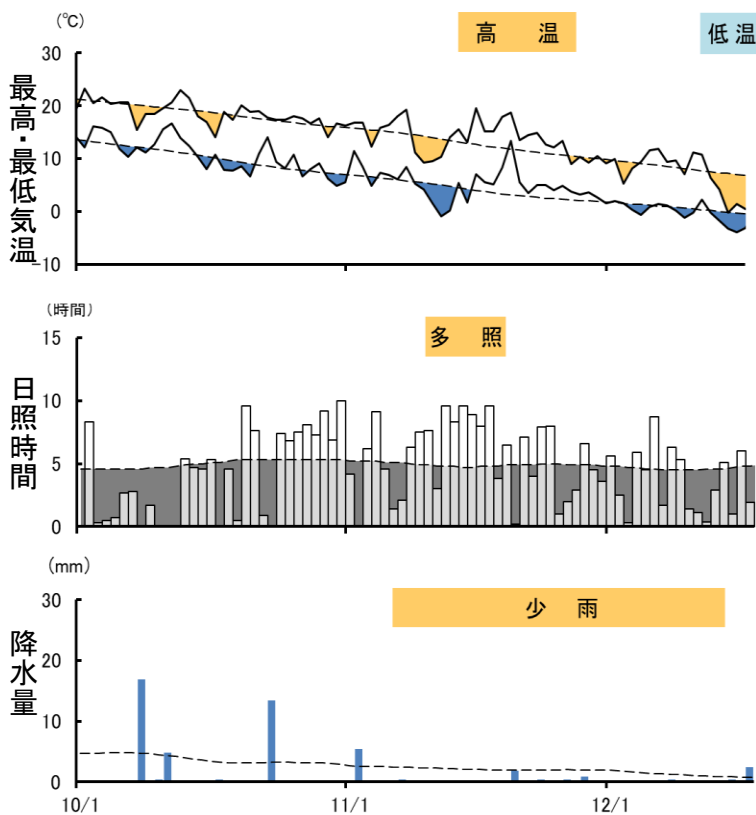 (℃)
高 温
低 温
最高・最低気温
30
20
10
0
-10
(時間)
多 照
日照時間
15
10
5
0
(mm)
少 雨
降水量
30
20
10
0
10/1
11/1
12/1